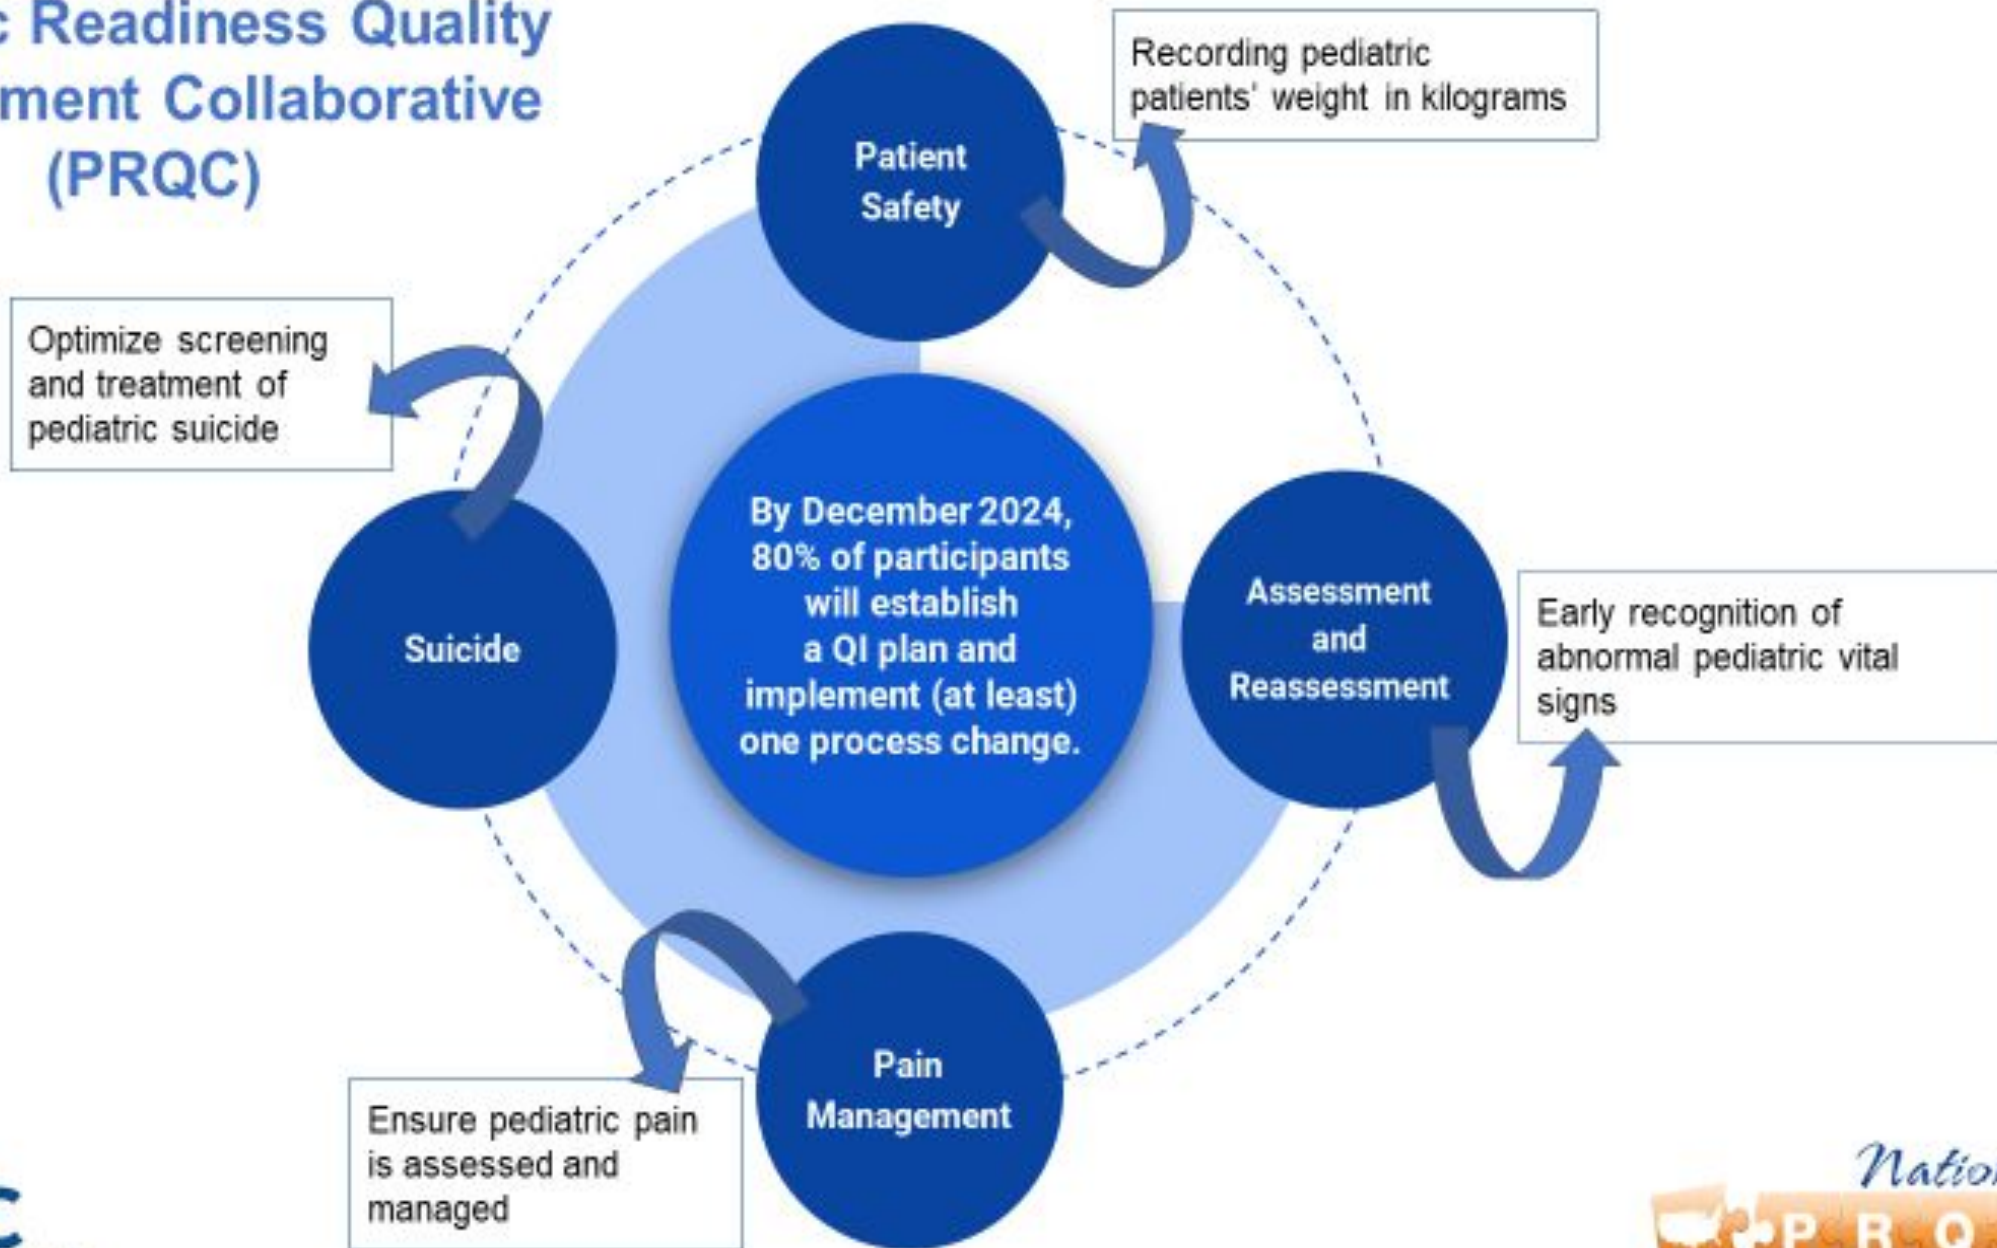 c Readiness Quality
ment Collaborative
(PRQC)
Recording pediatric
patients' weight in kilograms
Patient
Safety
Optimize screening
and treatment of
pediatric suicide
By December 2024,
80% of participants
will establish
a QI plan and
implement (at least)
one process change.
Assessment
and
Reassessment
Early recognition of
abnormal pediatric vital
signs
Suicide
Pain
Management
Ensure pediatric pain
is assessed and
managed
C
Natio
P R Q